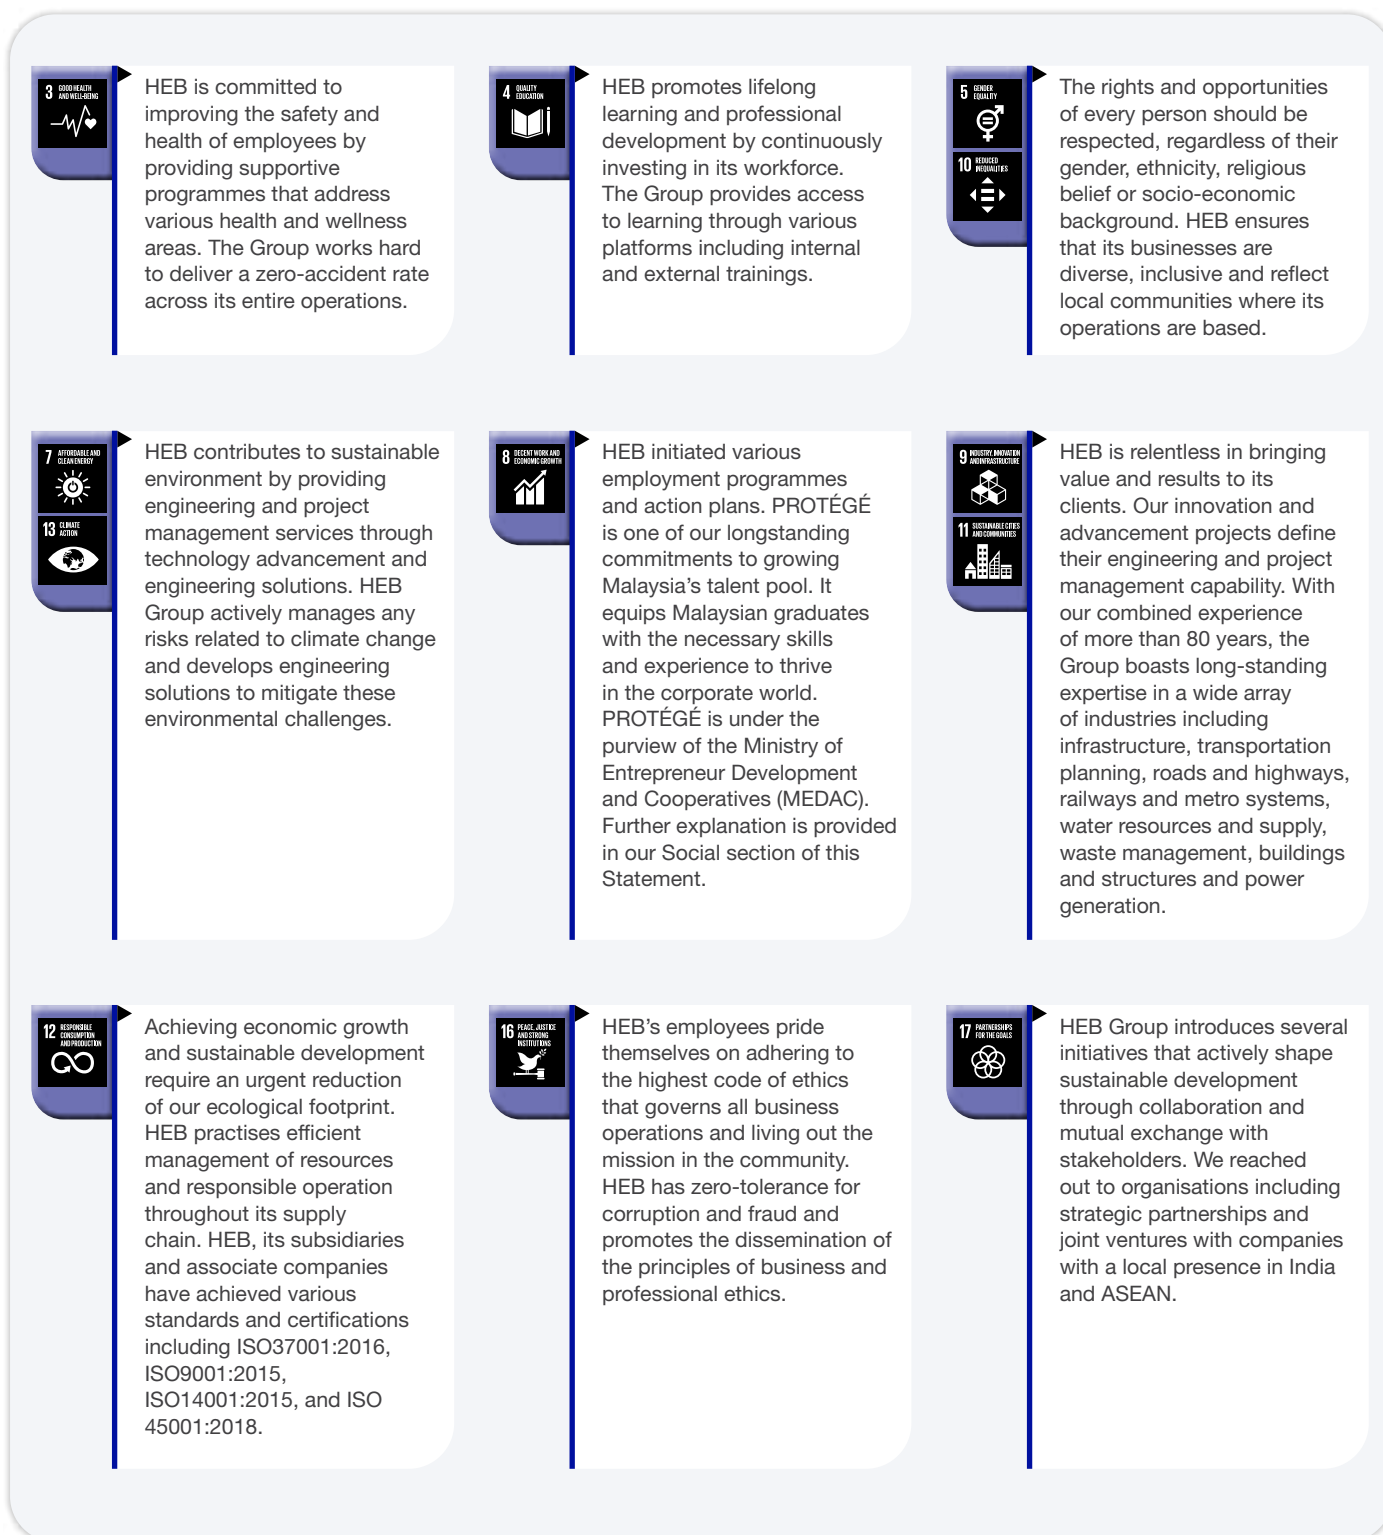 3 GOOD HEALTH
AND WELL-BEING
HEB is committed to
improving the safety and
health of employees by
providing supportive
programmes that address
various health and wellness
areas. The Group works hard
to deliver a zero-accident rate
across its entire operations.
4 QUALITY
EDUCATION
HEB promotes lifelong
learning and professional
development by continuously
investing in its workforce.
The Group provides access
to learning through various
platforms including internal
and external trainings.
5 GENDER
EQUALITY
10 REDUCED
INEQUALITIES
The rights and opportunities
of every person should be
respected, regardless of their
gender, ethnicity, religious
belief or socio-economic
background. HEB ensures
that its businesses are
diverse, inclusive and reflect
local communities where its
operations are based.
7 AFFORDABLE AND
CLEAN ENERGY
13 CLIMATE
ACTION
HEB contributes to sustainable
environment by providing
engineering and project
management services through
technology advancement and
engineering solutions. HEB
Group actively manages any
risks related to climate change
and develops engineering
solutions to mitigate these
environmental challenges.
8 DECENT WORK AND
ECONOMIC GROWTH
HEB initiated various
employment programmes
and action plans. PROTÉGÉ
is one of our longstanding
commitments to growing
Malaysia's talent pool. It
equips Malaysian graduates
with the necessary skills
and experience to thrive
in the corporate world.
PROTÉGÉ is under the
purview of the Ministry of
Entrepreneur Development
and Cooperatives (MEDAC).
Further explanation is provided
in our Social section of this
Statement.
9 INDUSTRY, INNOVATION
AND INFRASTRUCTURE
11 SUSTAINABLE CITIES
AND COMMUNITIES
HEB is relentless in bringing
value and results to its
clients. Our innovation and
advancement projects define
their engineering and project
management capability. With
our combined experience
of more than 80 years, the
Group boasts long-standing
expertise in a wide array
of industries including
infrastructure, transportation
planning, roads and highways,
railways and metro systems,
water resources and supply,
waste management, buildings
and structures and power
generation.
12 RESPONSIBLE
CONSUMPTION
AND PRODUCTION
Achieving economic growth
and sustainable development
require an urgent reduction
of our ecological footprint.
HEB practises efficient
management of resources
and responsible operation
throughout its supply
chain. HEB, its subsidiaries
and associate companies
have achieved various
standards and certifications
including ISO37001:2016,
ISO9001:2015,
ISO14001:2015, and ISO
45001:2018.
16 PEACE, JUSTICE
AND STRONG
INSTITUTIONS
HEB's employees pride
themselves on adhering to
the highest code of ethics
that governs all business
operations and living out the
mission in the community.
HEB has zero-tolerance for
corruption and fraud and
promotes the dissemination of
the principles of business and
professional ethics.
17 PARTNERSHIPS
FOR THE GOALS
HEB Group introduces several
initiatives that actively shape
sustainable development
through collaboration and
mutual exchange with
stakeholders. We reached
out to organisations including
strategic partnerships and
joint ventures with companies
with a local presence in India
and ASEAN.